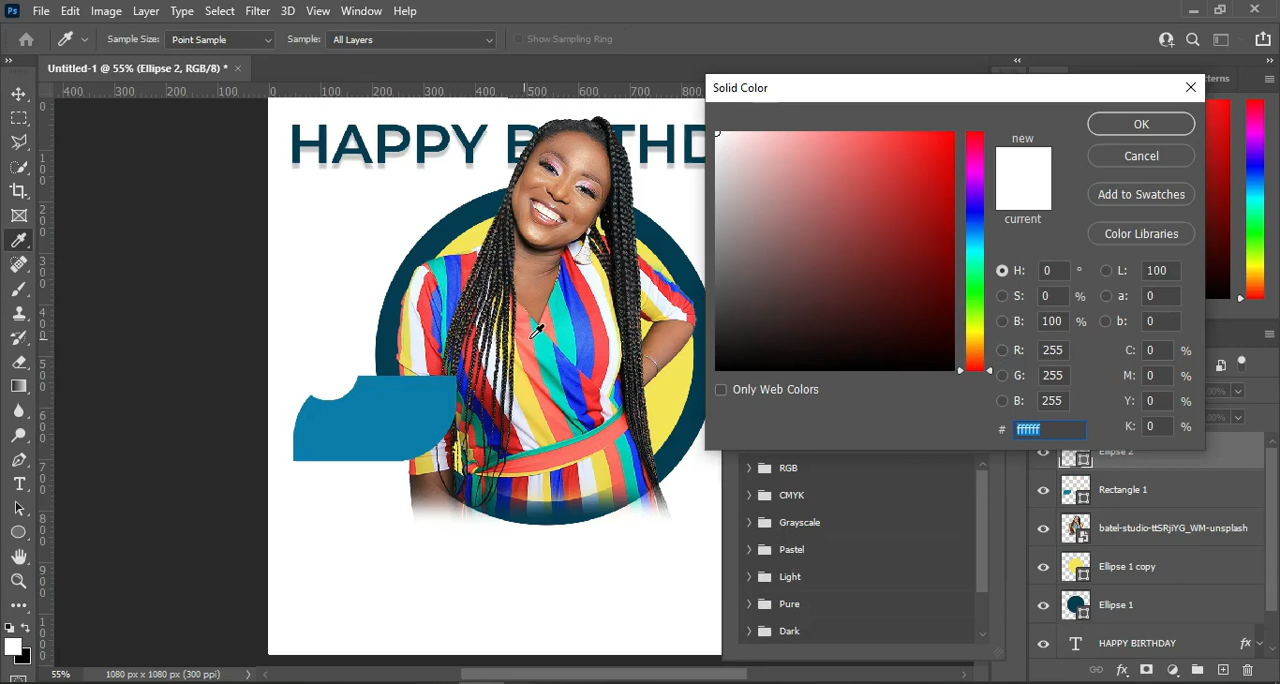 Ps File Edit Image Layer Type Select Filter 3D View Window Help
Sample Size: Point Sample Sample: All Layers Show Sampling Ring
Untitled-1 @ 55% (Ellipse 2, RGB/8) * ×
400 300 200 100 0 100 200 300 400 500 600 700 800
HAPPY B THD
Solid Color
new
current
OK
Cancel
Add to Swatches
Color Libraries
H: 0 ° L: 100
S: 0 % a: 0
B: 100 % b: 0
R: 255 C: 0 %
G: 255 M: 0 %
B: 255 Y: 0 %
# ffffff K: 0 %
Only Web Colors
RGB
CMYK
Grayscale
Pastel
Light
Pure
Dark
terns
Ellipse 2
Rectangle 1
batel-studio-ttSRjiYG_WM-unsplash
Ellipse 1 copy
Ellipse 1
T HAPPY BIRTHDAY fx
55% 1080 px x 1080 px (300 ppi)